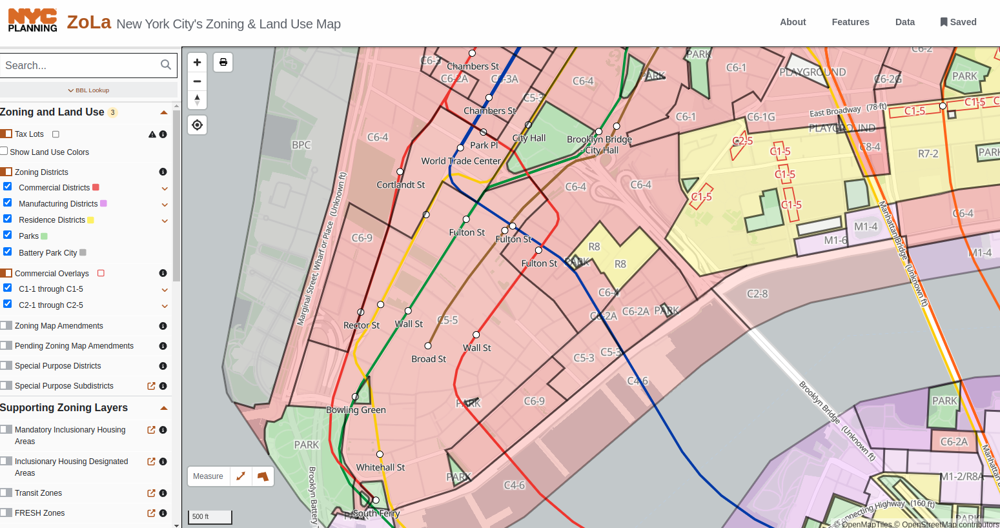 NYC
PLANNING
ZoLa New York City's Zoning & Land Use Map
About
Features
Data
Saved
Search...
BBL Lookup
Zoning and Land Use 3
Tax Lots
Show Land Use Colors
Zoning Districts
Commercial Districts
Manufacturing Districts
Residence Districts
Parks
Battery Park City
Commercial Overlays
C1-1 through C1-5
C2-1 through C2-5
Zoning Map Amendments
Pending Zoning Map Amendments
Special Purpose Districts
Special Purpose Subdistricts
Supporting Zoning Layers
Mandatory Inclusionary Housing
Areas
Inclusionary Housing Designated
Areas
Transit Zones
FRESH Zones
Measure
500 ft
C6-2
PARK
C6-3
Chambers St
C6-1
PLAYGROUND
C6-2A
C6-3A
C6-4
PARK
C6-2G
PARK
C5-3
Chambers St
East Broadway (78 ft)
C1-5
C1-5
C
C6-1
C6-1G
PLAYGROUND
BPC
C6-4
Park Pl
City Hall
Brooklyn Bridge
- City Hall
C2-5
C1-5
C8-4
R7-2
PARK
World Trade Center
Cortlandt St
C6-4
C6-4
C1-5
C1-5
C1-5
Marginal Street, Wharf or Place (Unknown ft)
Manhattan Bridge (Unknown ft)
C6-4
C6-9
Fulton St
Fulton St
M1-4
M1-6
R8
R8
PARK
Fulton St
M1-4
C6-4
C2-8
C6-2A
C6-2A
PARK
Rector St
Wall St
C5-5
Wall St
Broad St
C5-3
C5-3
C4-6
Brooklyn Bridge (Unknown ft)
Bowling Green
PARK
C6-9
PARK
PARK
C6-2A
Whitehall St
PARK
C4-6
M1-2/R8A
Brooklyn Battery T
Manhattan B
South Ferry
PARK
onnecting Highway (160 ft)
PARK
© OpenMapTiles © OpenStreetMap contributors